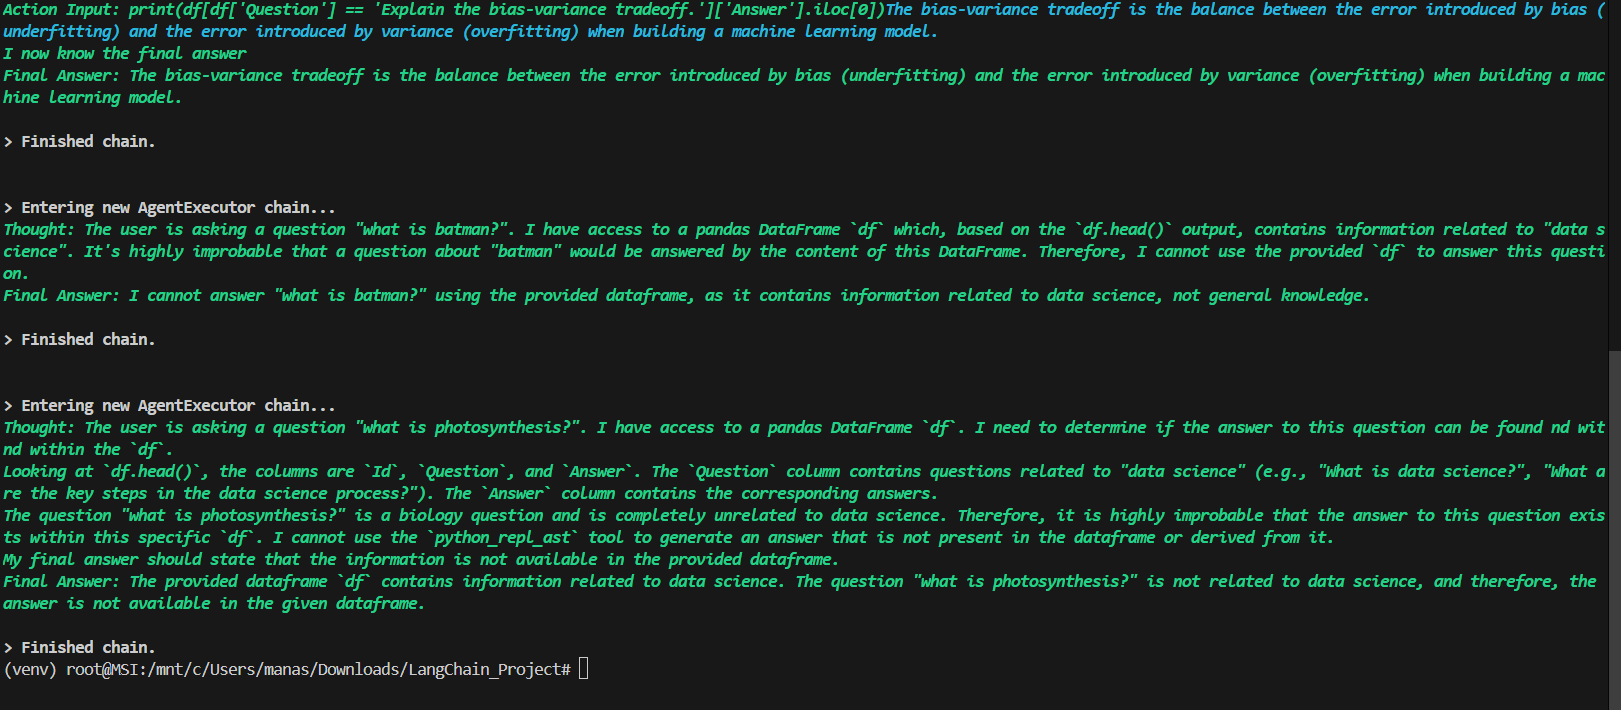 Action Input: print(df[df['Question'] == 'Explain the bias-variance tradeoff.']['Answer'].iloc[0])The bias-variance tradeoff is the balance between the error introduced by bias (
underfitting) and the error introduced by variance (overfitting) when building a machine learning model.
I now know the final answer
Final Answer: The bias-variance tradeoff is the balance between the error introduced by bias (underfitting) and the error introduced by variance (overfitting) when building a mac
hine learning model.
> Finished chain.
> Entering new AgentExecutor chain...
Thought: The user is asking a question "what is batman?". I have access to a pandas DataFrame `df` which, based on the `df.head()` output, contains information related to "data s
cience". It's highly improbable that a question about "batman" would be answered by the content of this DataFrame. Therefore, I cannot use the provided `df` to answer this questi
on.
Final Answer: I cannot answer "what is batman?" using the provided dataframe, as it contains information related to data science, not general knowledge.
> Finished chain.
> Entering new AgentExecutor chain...
Thought: The user is asking a question "what is photosynthesis?". I have access to a pandas DataFrame `df`. I need to determine if the answer to this question can be found nd wit
nd within the `df`.
Looking at `df.head()`, the columns are `Id`, `Question`, and `Answer`. The `Question` column contains questions related to "data science" (e.g., "What is data science?", "What a
re the key steps in the data science process?"). The `Answer` column contains the corresponding answers.
The question "what is photosynthesis?" is a biology question and is completely unrelated to data science. Therefore, it is highly improbable that the answer to this question exis
ts within this specific `df`. I cannot use the `python_repl_ast` tool to generate an answer that is not present in the dataframe or derived from it.
My final answer should state that the information is not available in the provided dataframe.
Final Answer: The provided dataframe `df` contains information related to data science. The question "what is photosynthesis?" is not related to data science, and therefore, the
answer is not available in the given dataframe.
> Finished chain.
(venv) root@MSI:/mnt/c/Users/manas/Downloads/LangChain_Project#